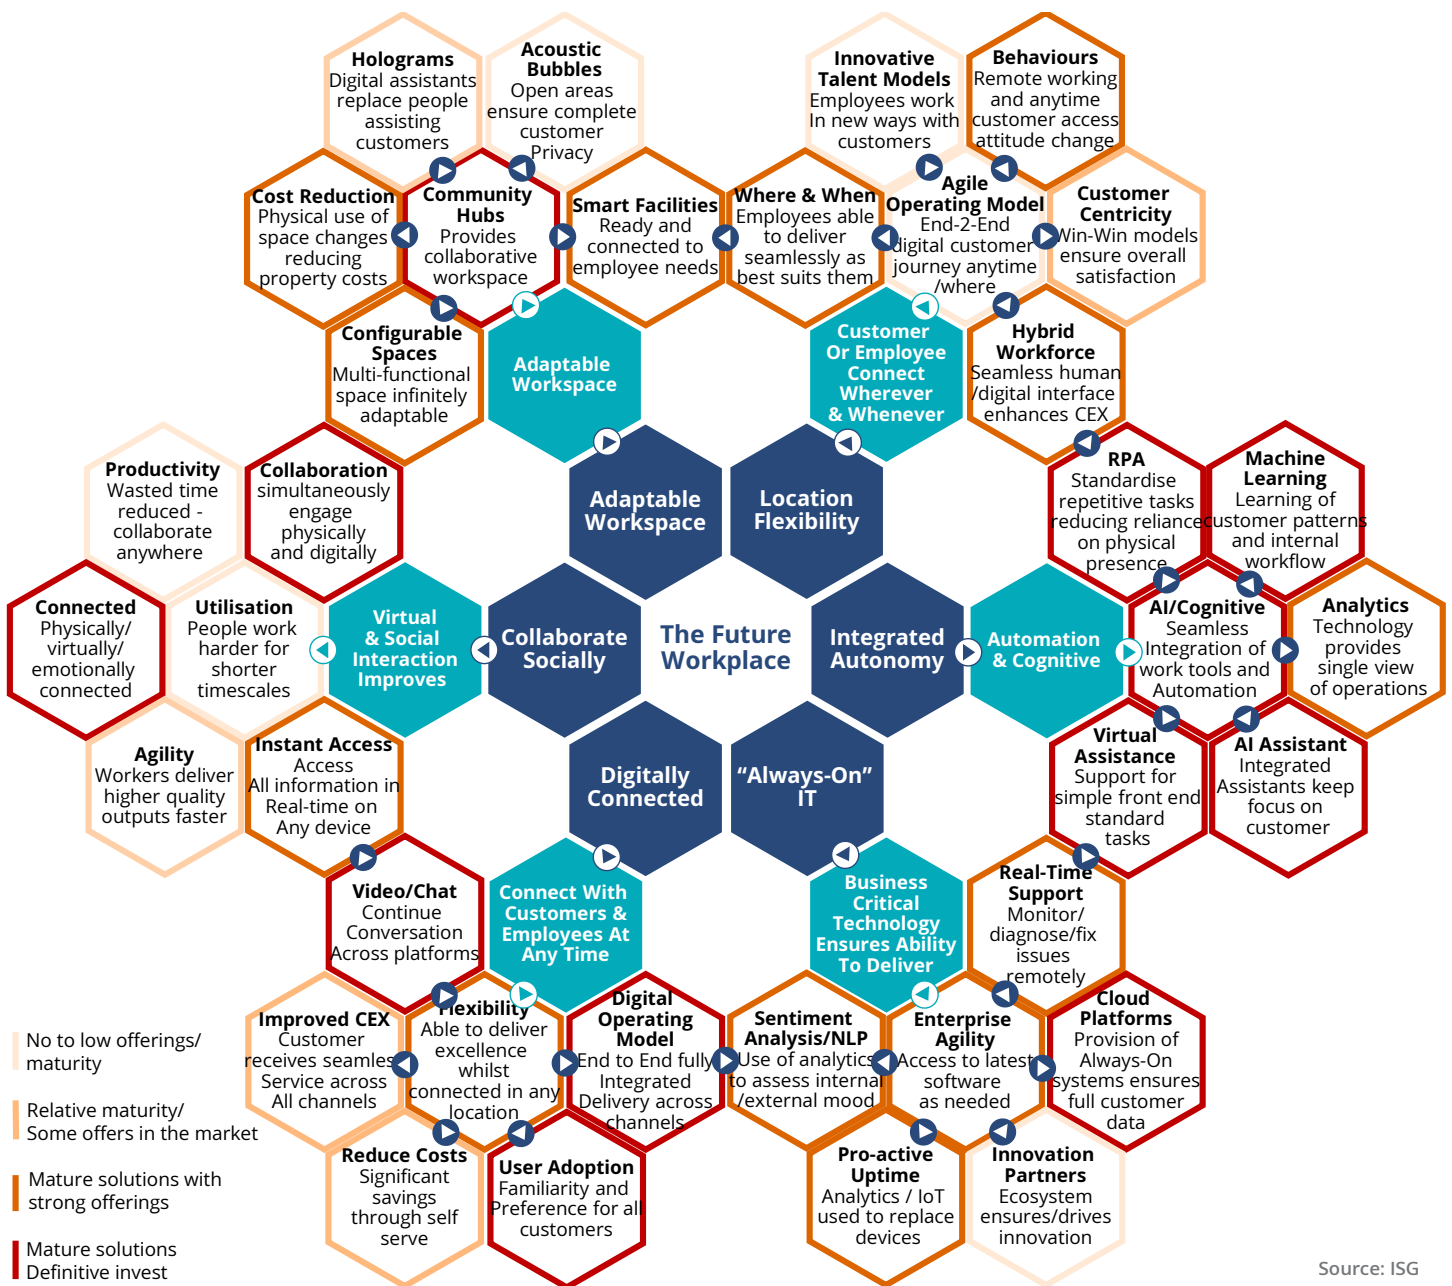 Holograms
Digital assistants
replace people
assisting
customers
Acoustic
Bubbles
Open areas
ensure complete
customer
Privacy
Innovative
Talent Models
Employees work
In new ways with
customers
Behaviours
Remote working
and anytime
customer access
attitude change
Cost Reduction
Physical use of
space changes
reducing
property costs
Community
Hubs
Provides
collaborative
workspace
Smart Facilities
Ready and
connected to
employee needs
Where & When
Employees able
to deliver
seamlessly as
best suits them
Agile
Operating Model
End-2-End
digital customer
journey anytime
/where
Customer
Centricity
Win-Win models
ensure overall
satisfaction
Configurable
Spaces
Multi-functional
space infinitely
adaptable
Adaptable
Workspace
Customer
Or Employee
Connect
Wherever
& Whenever
Hybrid
Workforce
Seamless human
/digital interface
enhances CEX
Productivity
Wasted time
reduced -
collaborate
anywhere
Collaboration
simultaneously
engage
physically
and digitally
Adaptable
Workspace
Location
Flexibility
RPA
Standardise
repetitive tasks
reducing reliance
on physical
presence
Machine
Learning
Learning of
customer patterns
and internal
workflow
Connected
Physically/
virtually/
emotionally
connected
Utilisation
People work
harder for
shorter
timescales
Virtual
& Social
Interaction
Improves
Collaborate
Socially
The Future
Workplace
Integrated
Autonomy
Automation
& Cognitive
AI/Cognitive
Seamless
Integration of
work tools and
Automation
Analytics
Technology
provides
single view
of operations
Agility
Workers deliver
higher quality
outputs faster
Instant Access
Access
All information in
Real-time on
Any device
Digitally
Connected
“Always-On”
IT
Virtual
Assistance
Support for
simple front end
standard
tasks
AI Assistant
Integrated
Assistants keep
focus on
customer
Video/Chat
Continue
Conversation
Across platforms
Connect With
Customers &
Employees At
Any Time
Business
Critical
Technology
Ensures Ability
To Deliver
Real-Time
Support
Monitor/
diagnose/fix
issues
remotely
Improved CEX
Customer
receives seamless
Service across
All channels
Flexibility
Able to deliver
excellence
whilst
connected in any
location
Digital
Operating
Model
End to End fully
Integrated
Delivery across
channels
Sentiment
Analysis/NLP
Use of analytics
to assess internal
/external mood
Enterprise
Agility
Access to latest
software
as needed
Cloud
Platforms
Provision of
Always-On
systems ensures
full customer
data
Reduce Costs
Significant
savings
through self
serve
User Adoption
Familiarity and
Preference for all
customers
Pro-active
Uptime
Analytics / IoT
used to replace
devices
Innovation
Partners
Ecosystem
ensures/drives
innovation
No to low offerings/
maturity
Relative maturity/
Some offers in the market
Mature solutions with
strong offerings
Mature solutions
Definitive invest
Source: ISG